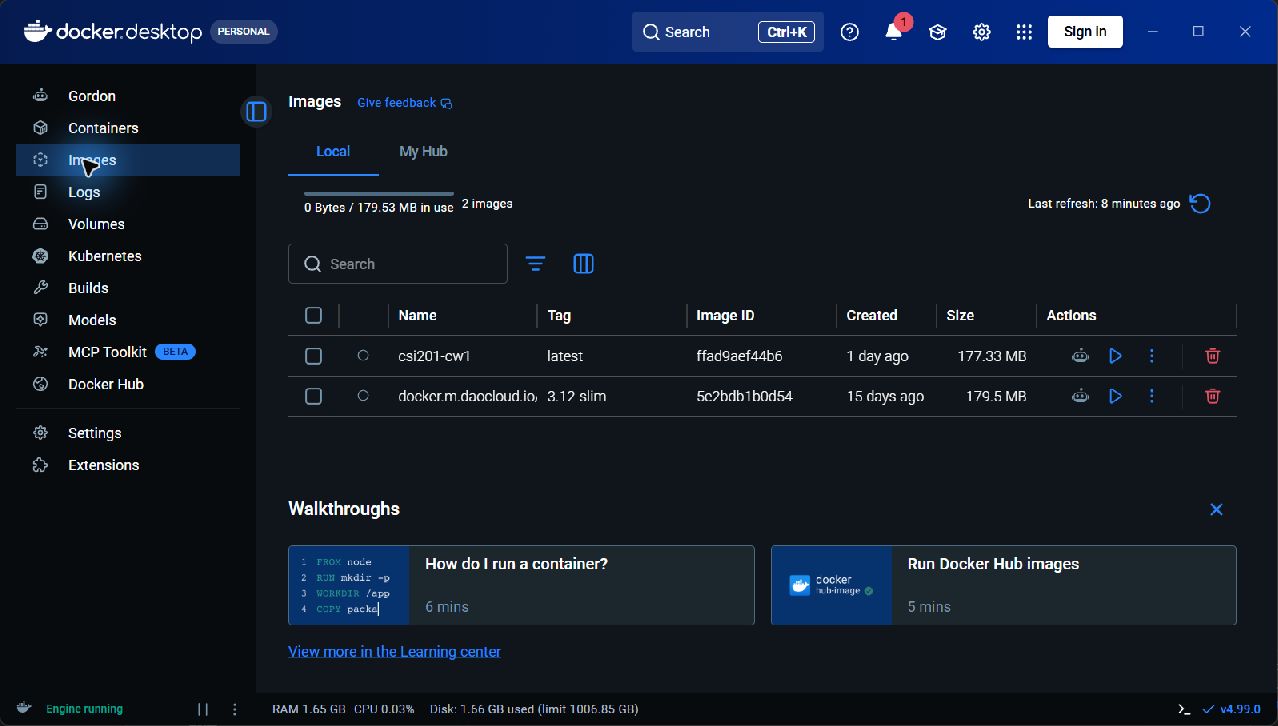 docker.desktop PERSONAL Search Ctrl+K 1 Sign in
Gordon
Containers
Images
Logs
Volumes
Kubernetes
Builds
Models
MCP Toolkit BETA
Docker Hub
Settings
Extensions
Images Give feedback
Local My Hub
0 Bytes / 179.53 MB in use 2 images
Last refresh: 8 minutes ago
Search
Name Tag Image ID Created Size Actions
csi201-cw1 latest ffad9aef44b6 1 day ago 177.33 MB
docker.m.daocloud.io/ 3.12 slim 5e2bdb1b0d54 15 days ago 179.5 MB
Walkthroughs
1 FROM node
2 RUN mkdir -p
3 WORKDIR /app
4 COPY packa
How do I run a container?
6 mins
docker
hub-image
Run Docker Hub images
5 mins
View more in the Learning center
Engine running RAM 1.65 GB CPU 0.03% Disk: 1.66 GB used (limit 1006.85 GB) v4.99.0